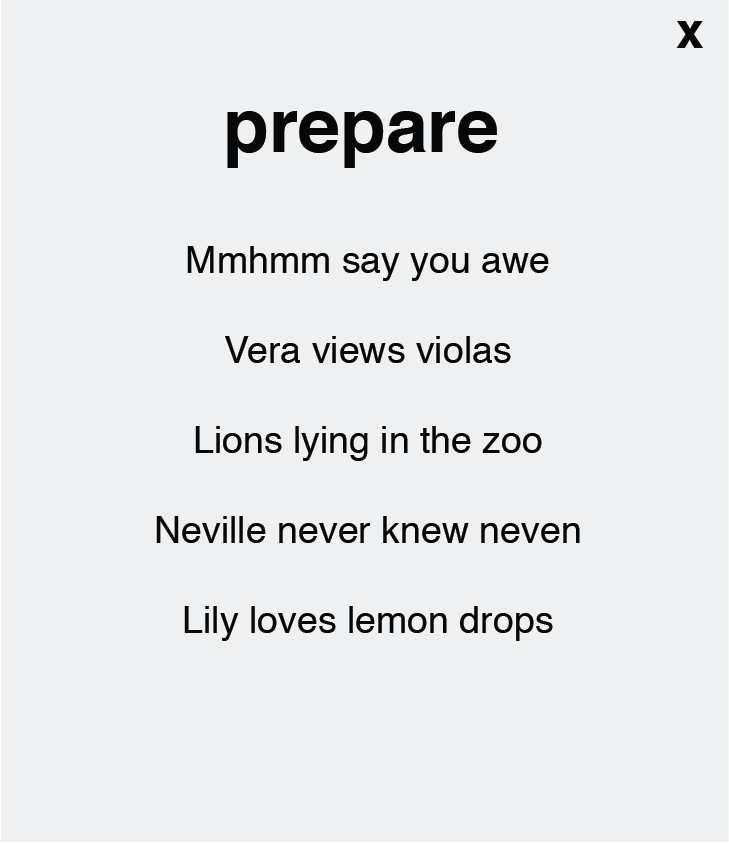 x
prepare
Mmhmm say you awe
Vera views violas
Lions lying in the zoo
Neville never knew neven
Lily loves lemon drops